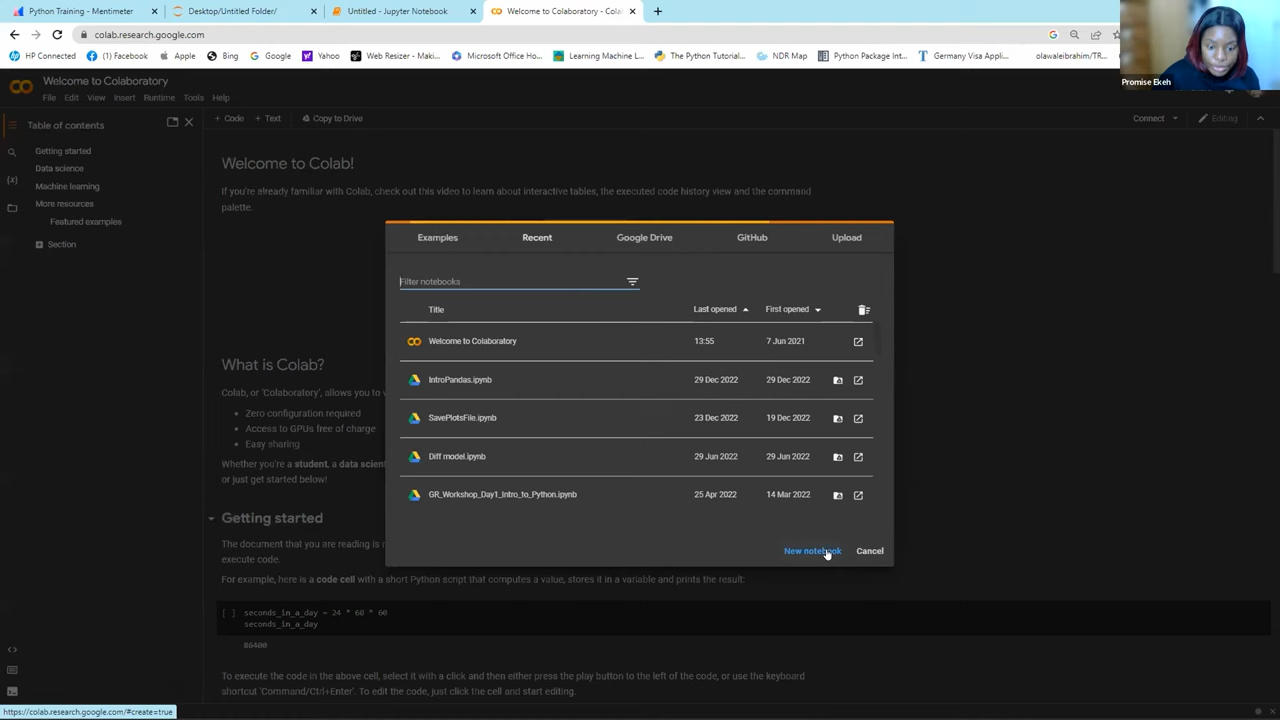 Python Training - Mentimeter
Desktop/Untitled Folder/
Untitled - Jupyter Notebook
Welcome to Colaboratory - Col
colab.research.google.com
HP Connected
(1) Facebook
Apple
Bing
Google
Yahoo
Web Resizer - Maki...
Microsoft Office Ho...
Learning Machine L...
The Python Tutorial...
NDR Map
Python Package Int...
Germany Visa Appli...
olawaleibrahim/TR...
Promise Ekeh
Welcome to Colaboratory
File Edit View Insert Runtime Tools Help
Table of contents
+ Code + Text Copy to Drive
Connect
Editing
Getting started
Data science
Machine learning
More resources
Featured examples
Section
Welcome to Colab!
If you're already familiar with Colab, check out this video to learn about interactive tables, the executed code history view and the command
palette.
Examples Recent Google Drive GitHub Upload
Filter notebooks
Title Last opened First opened
Welcome to Colaboratory 13:55 7 Jun 2021
IntroPandas.ipynb 29 Dec 2022 29 Dec 2022
SavePlotsFile.ipynb 23 Dec 2022 19 Dec 2022
Diff model.ipynb 29 Jun 2022 29 Jun 2022
GR_Workshop_Day1_Intro_to_Python.ipynb 25 Apr 2022 14 Mar 2022
New notebook Cancel
What is Colab?
Colab, or 'Colaboratory', allows you to
Zero configuration required
Access to GPUs free of charge
Easy sharing
Whether you're a student, a data scient
or just get started below!
Getting started
The document that you are reading is
execute code.
For example, here is a code cell with a short Python script that computes a value, stores it in a variable and prints the result:
[ ] seconds_in_a_day = 24 * 60 * 60
seconds_in_a_day
86400
To execute the code in the above cell, select it with a click and then either press the play button to the left of the code, or use the keyboard
shortcut 'Command/Ctrl+Enter'. To edit the code, just click the cell and start editing.
https://colab.research.google.com/#create=true